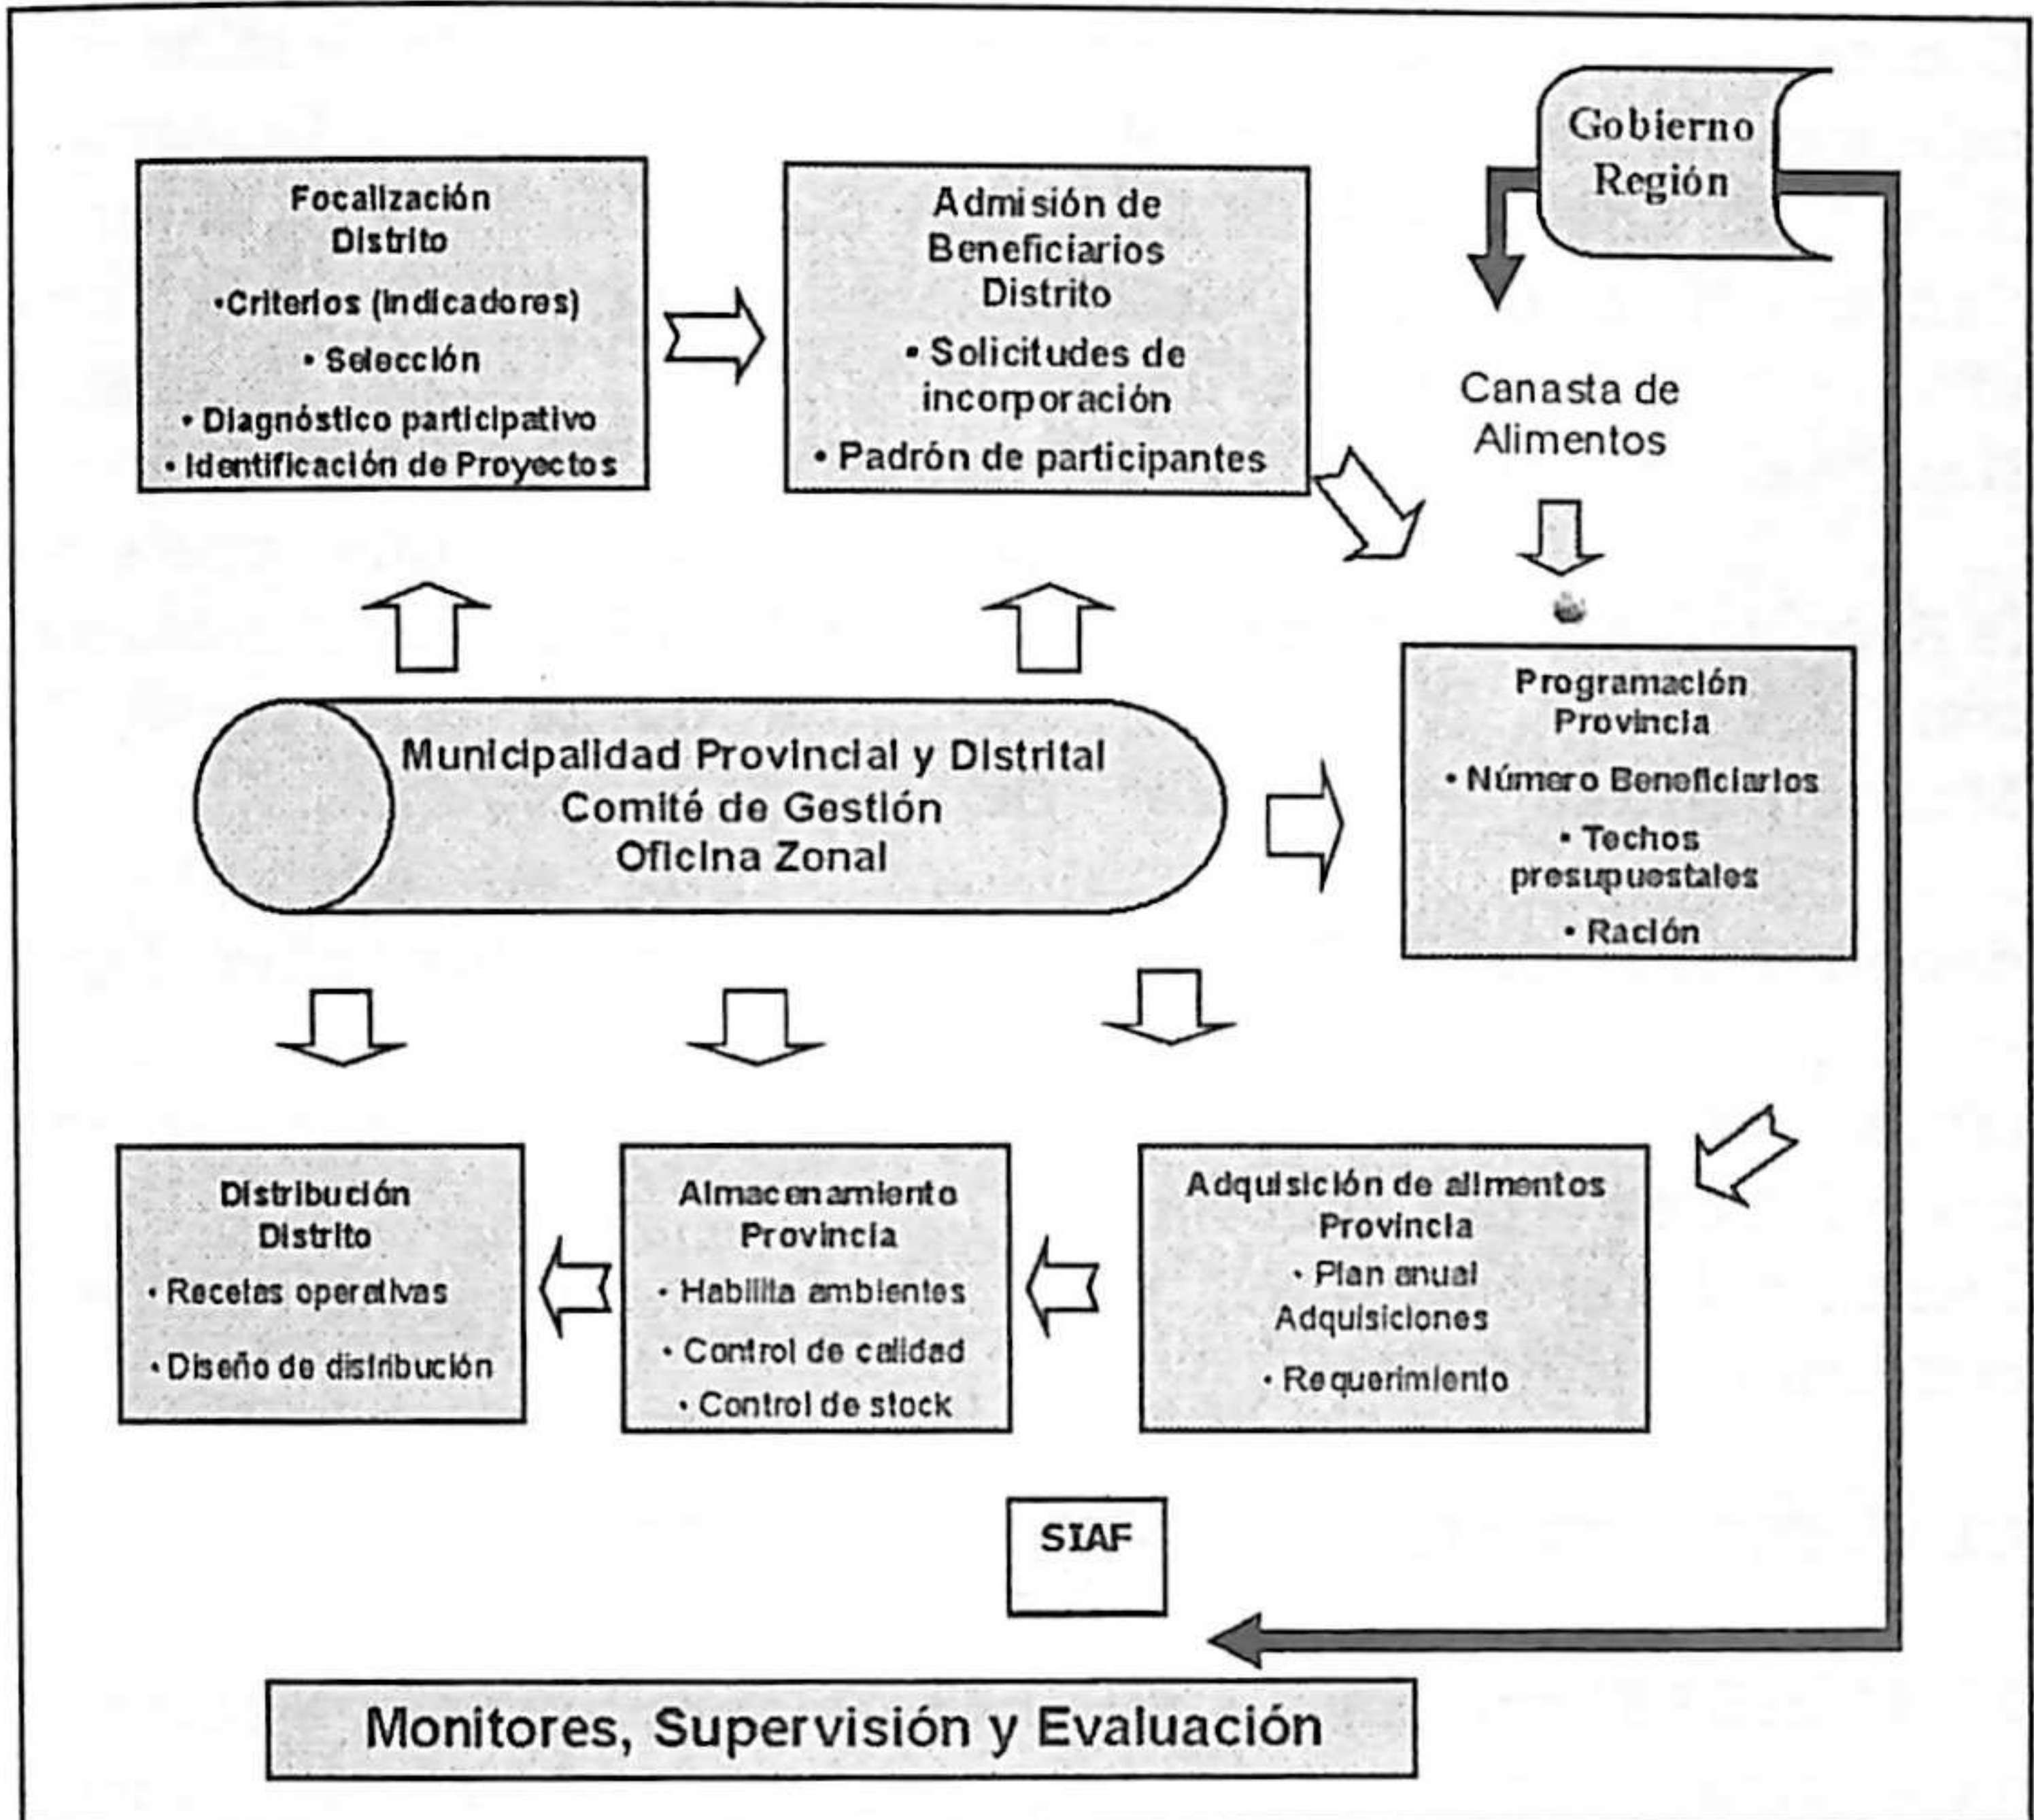 Gobierno
Región
Focalización
Distrito
•Criterios (indicadores)
• Selección
• Diagnóstico participativo
• Identificación de Proyectos
Admisión de
Beneficiarios
Distrito
• Solicitudes de
incorporación
• Padrón de participantes
Canasta de
Alimentos
Municipalidad Provincial y Distrital
Comité de Gestión
Oficina Zonal
Programación
Provincia
• Número Beneficiarios
• Techos
presupuestales
• Ración
Distribución
Distrito
• Recetas operativas
• Diseño de distribución
Almacenamiento
Provincia
• Habilita ambientes
• Control de calidad
• Control de stock
Adquisición de alimentos
Provincia
• Plan anual
Adquisiciones
• Requerimiento
SIAF
Monitores, Supervisión y Evaluación